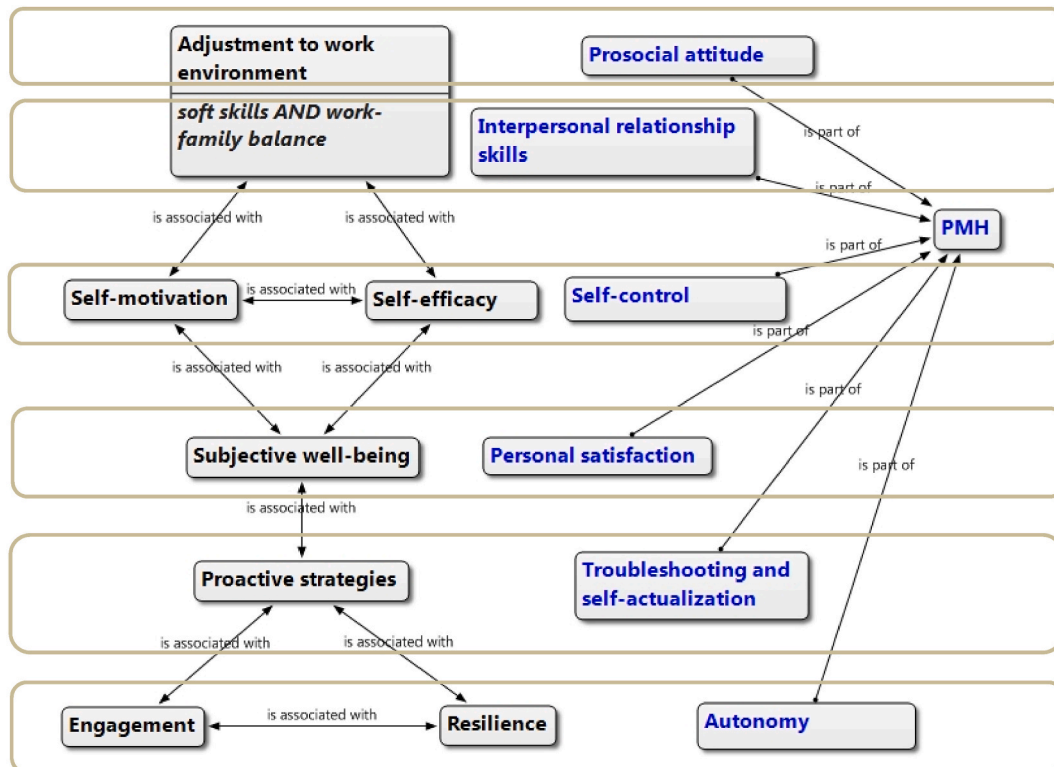 Adjustment to work
environment
soft skills AND work-
family balance
Prosocial attitude
Interpersonal relationship
skills
is part of
is part of
is associated with
is associated with
PMH
is part of
Self-motivation
is associated with
Self-efficacy
Self-control
is part of
is associated with
is associated with
is part of
Subjective well-being
Personal satisfaction
is part of
is associated with
Proactive strategies
Troubleshooting and
self-actualization
is associated with
is associated with
Engagement
is associated with
Resilience
Autonomy